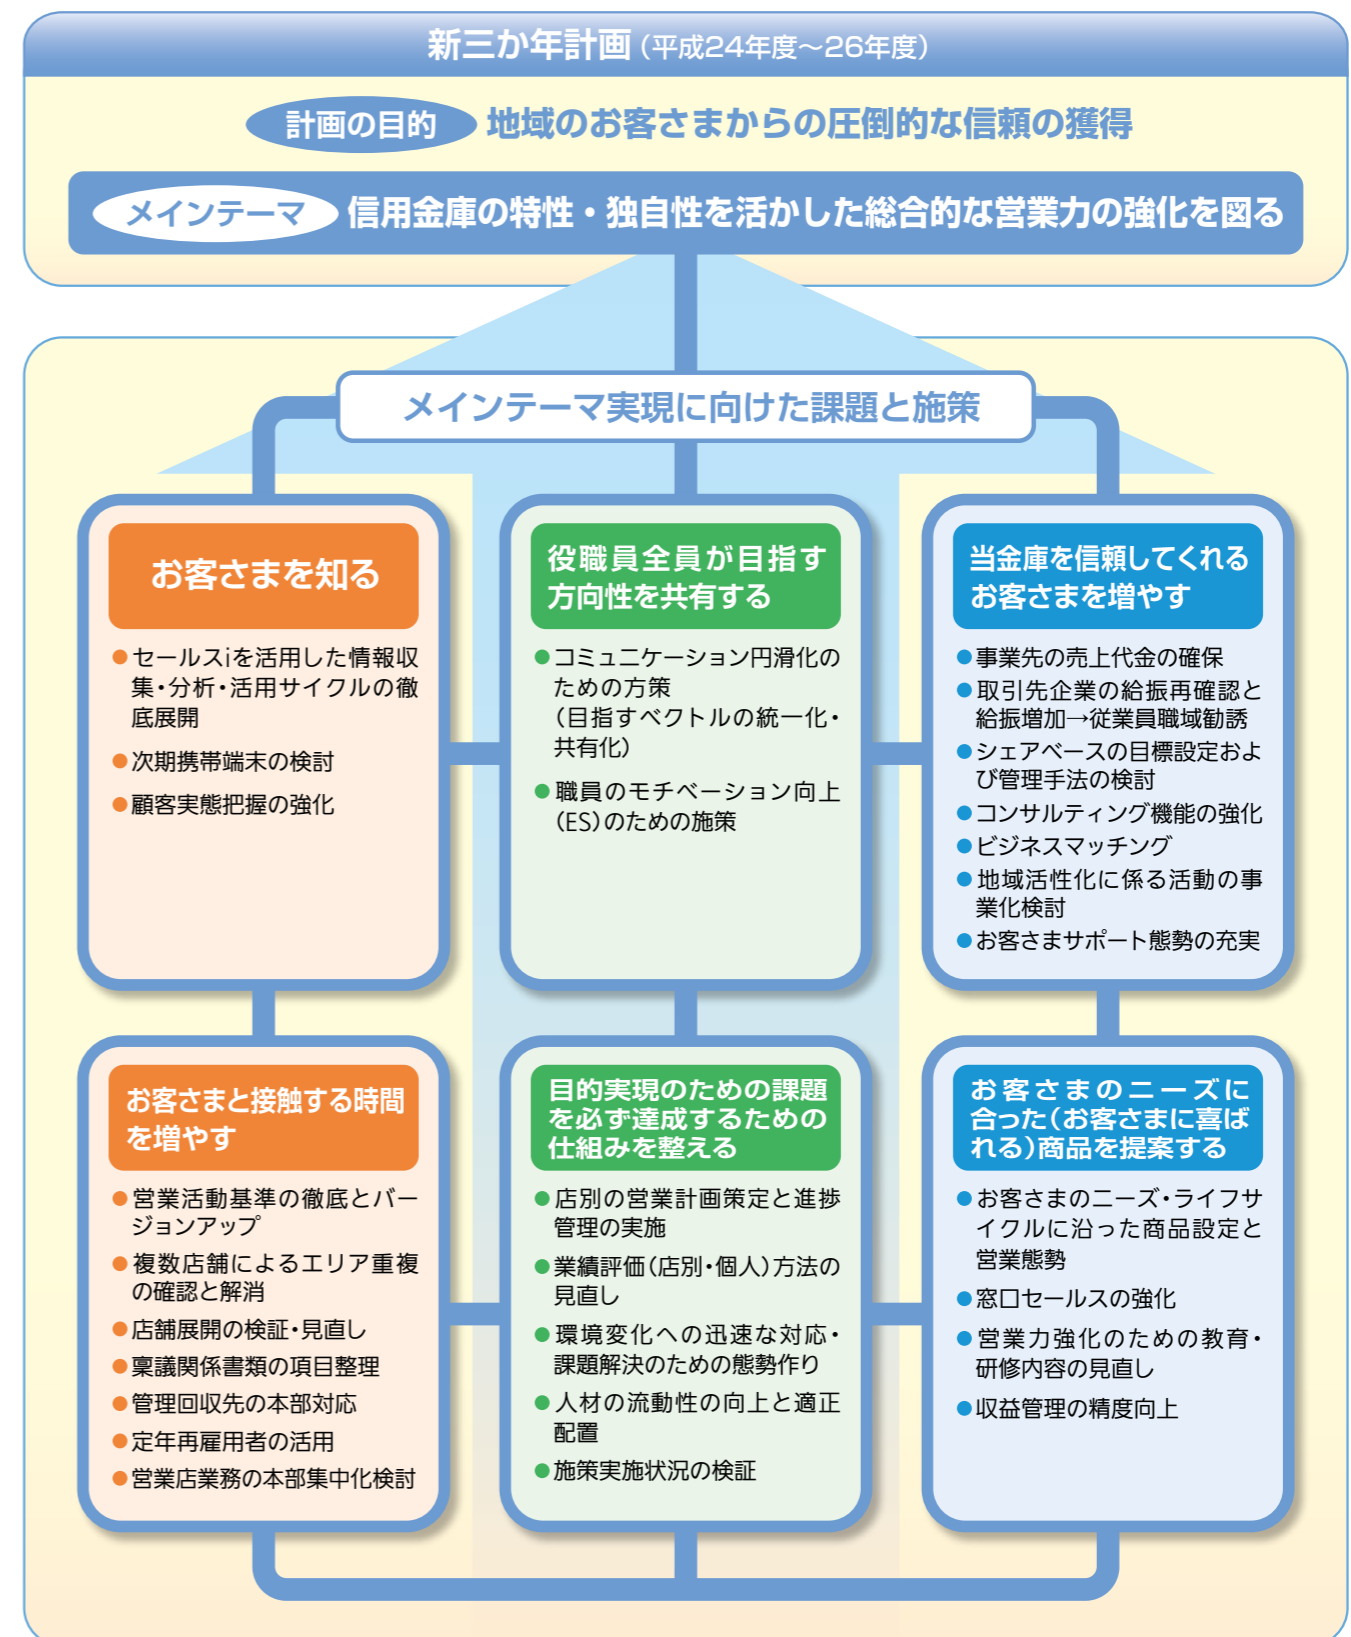 新三か年計画(平成24年度~26年度)
計画の目的 地域のお客さまからの圧倒的な信頼の獲得
メインテーマ 信用金庫の特性・独自性を活かした総合的な営業力の強化を図る
メインテーマ実現に向けた課題と施策
お客さまを知る
●セールスiを活用した情報収
集・分析・活用サイクルの徹
底展開
●次期携帯端末の検討
●顧客実態把握の強化
役職員全員が目指す
方向性を共有する
●コミュニケーション円滑化の
ための方策
(目指すベクトルの統一化・
共有化)
●職員のモチベーション向上
(ES)のための施策
当金庫を信頼してくれる
お客さまを増やす
●事業先の売上代金の確保
●取引先企業の給振再確認と
給振増加→従業員職域勧誘
●シェアベースの目標設定およ
び管理手法の検討
●コンサルティング機能の強化
●ビジネスマッチング
●地域活性化に係る活動の事
業化検討
●お客さまサポート態勢の充実
お客さまと接触する時間
を増やす
●営業活動基準の徹底とバー
ジョンアップ
●複数店舗によるエリア重複
の確認と解消
●店舗展開の検証・見直し
●稟議関係書類の項目整理
●管理回収先の本部対応
●定年再雇用者の活用
●営業店業務の本部集中化検討
目的実現のための課題
を必ず達成するための
仕組みを整える
●店別の営業計画策定と進捗
管理の実施
●業績評価(店別・個人)方法の
見直し
●環境変化への迅速な対応・
課題解決のための態勢作り
●人材の流動性の向上と適正
配置
●施策実施状況の検証
お客さまのニーズに
合った(お客さまに喜ば
れる)商品を提案する
●お客さまのニーズ・ライフサ
イクルに沿った商品設定と
営業態勢
●窓口セールスの強化
●営業力強化のための教育・
研修内容の見直し
●収益管理の精度向上